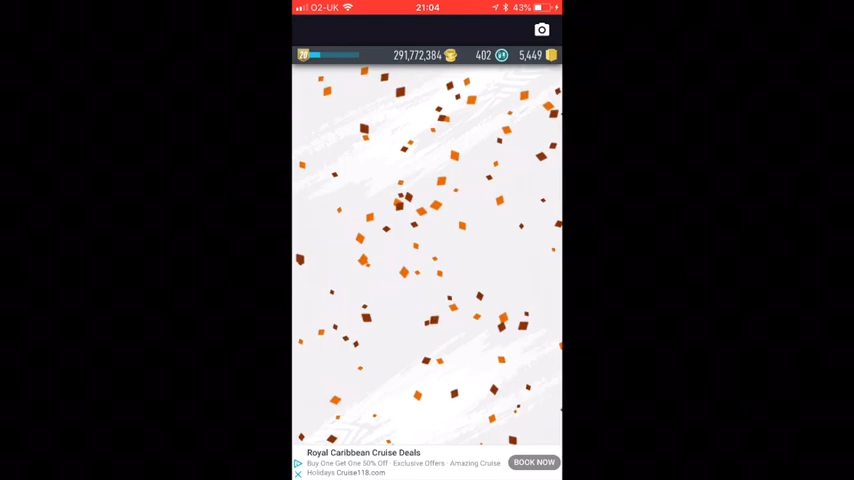 O2-UK 21:04 43%
20 291,772,384 402 5,449
Royal Caribbean Cruise Deals
Buy One Get One 50% Off · Exclusive Offers · Amazing Cruise
Holidays Cruise118.com
BOOK NOW